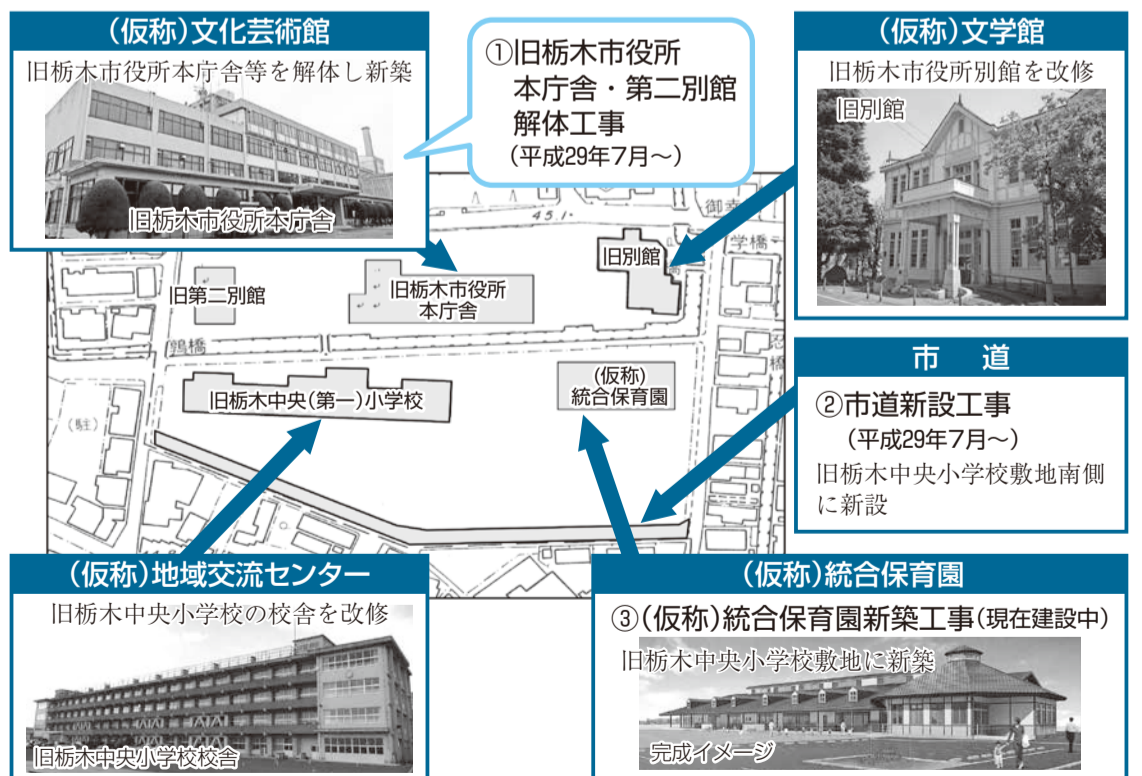 (仮称)文化芸術館
旧栃木市役所本庁舎等を解体し新築
旧栃木市役所本庁舎
①旧栃木市役所
本庁舎・第二別館
解体工事
(平成29年7月~)
(仮称)文学館
旧栃木市役所別館を改修
旧別館
45.1
御幸
学橋
旧別館
旧第二別館
旧栃木市役所
本庁舎
鶉橋
忍
橋
旧栃木中央(第一)小学校
(仮称)
統合保育園
(駐)
市道
②市道新設工事
(平成29年7月~)
旧栃木中央小学校敷地南側
に新設
(仮称)地域交流センター
旧栃木中央小学校の校舎を改修
旧栃木中央小学校校舎
(仮称)統合保育園
③(仮称)統合保育園新築工事(現在建設中)
旧栃木中央小学校敷地に新築
完成イメージ